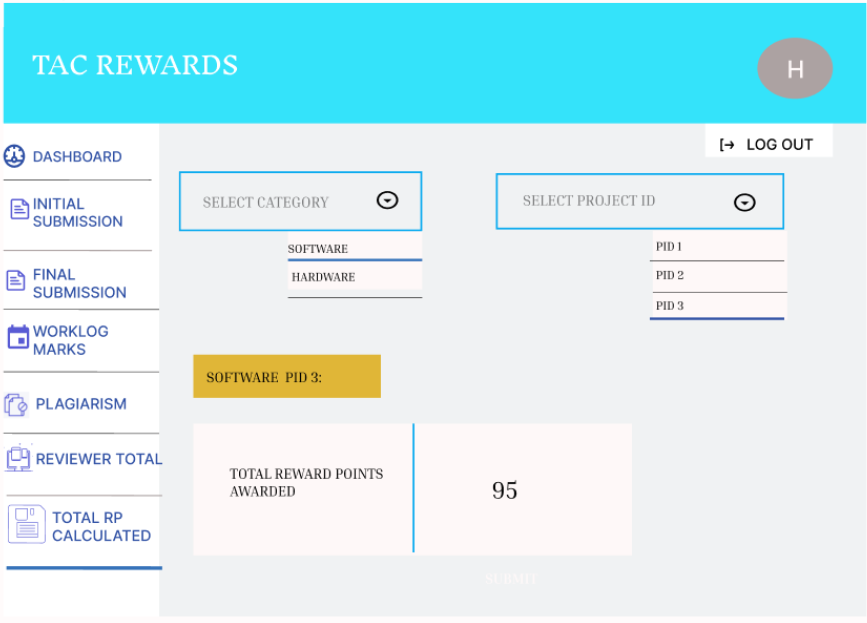 TAC REWARDS
H
[→ LOG OUT
DASHBOARD
INITIAL
SUBMISSION
FINAL
SUBMISSION
WORKLOG
MARKS
PLAGIARISM
REVIEWER TOTAL
TOTAL RP
CALCULATED
SELECT CATEGORY
SOFTWARE
HARDWARE
SELECT PROJECT ID
PID 1
PID 2
PID 3
SOFTWARE PID 3:
TOTAL REWARD POINTS
AWARDED
95
SUBMIT